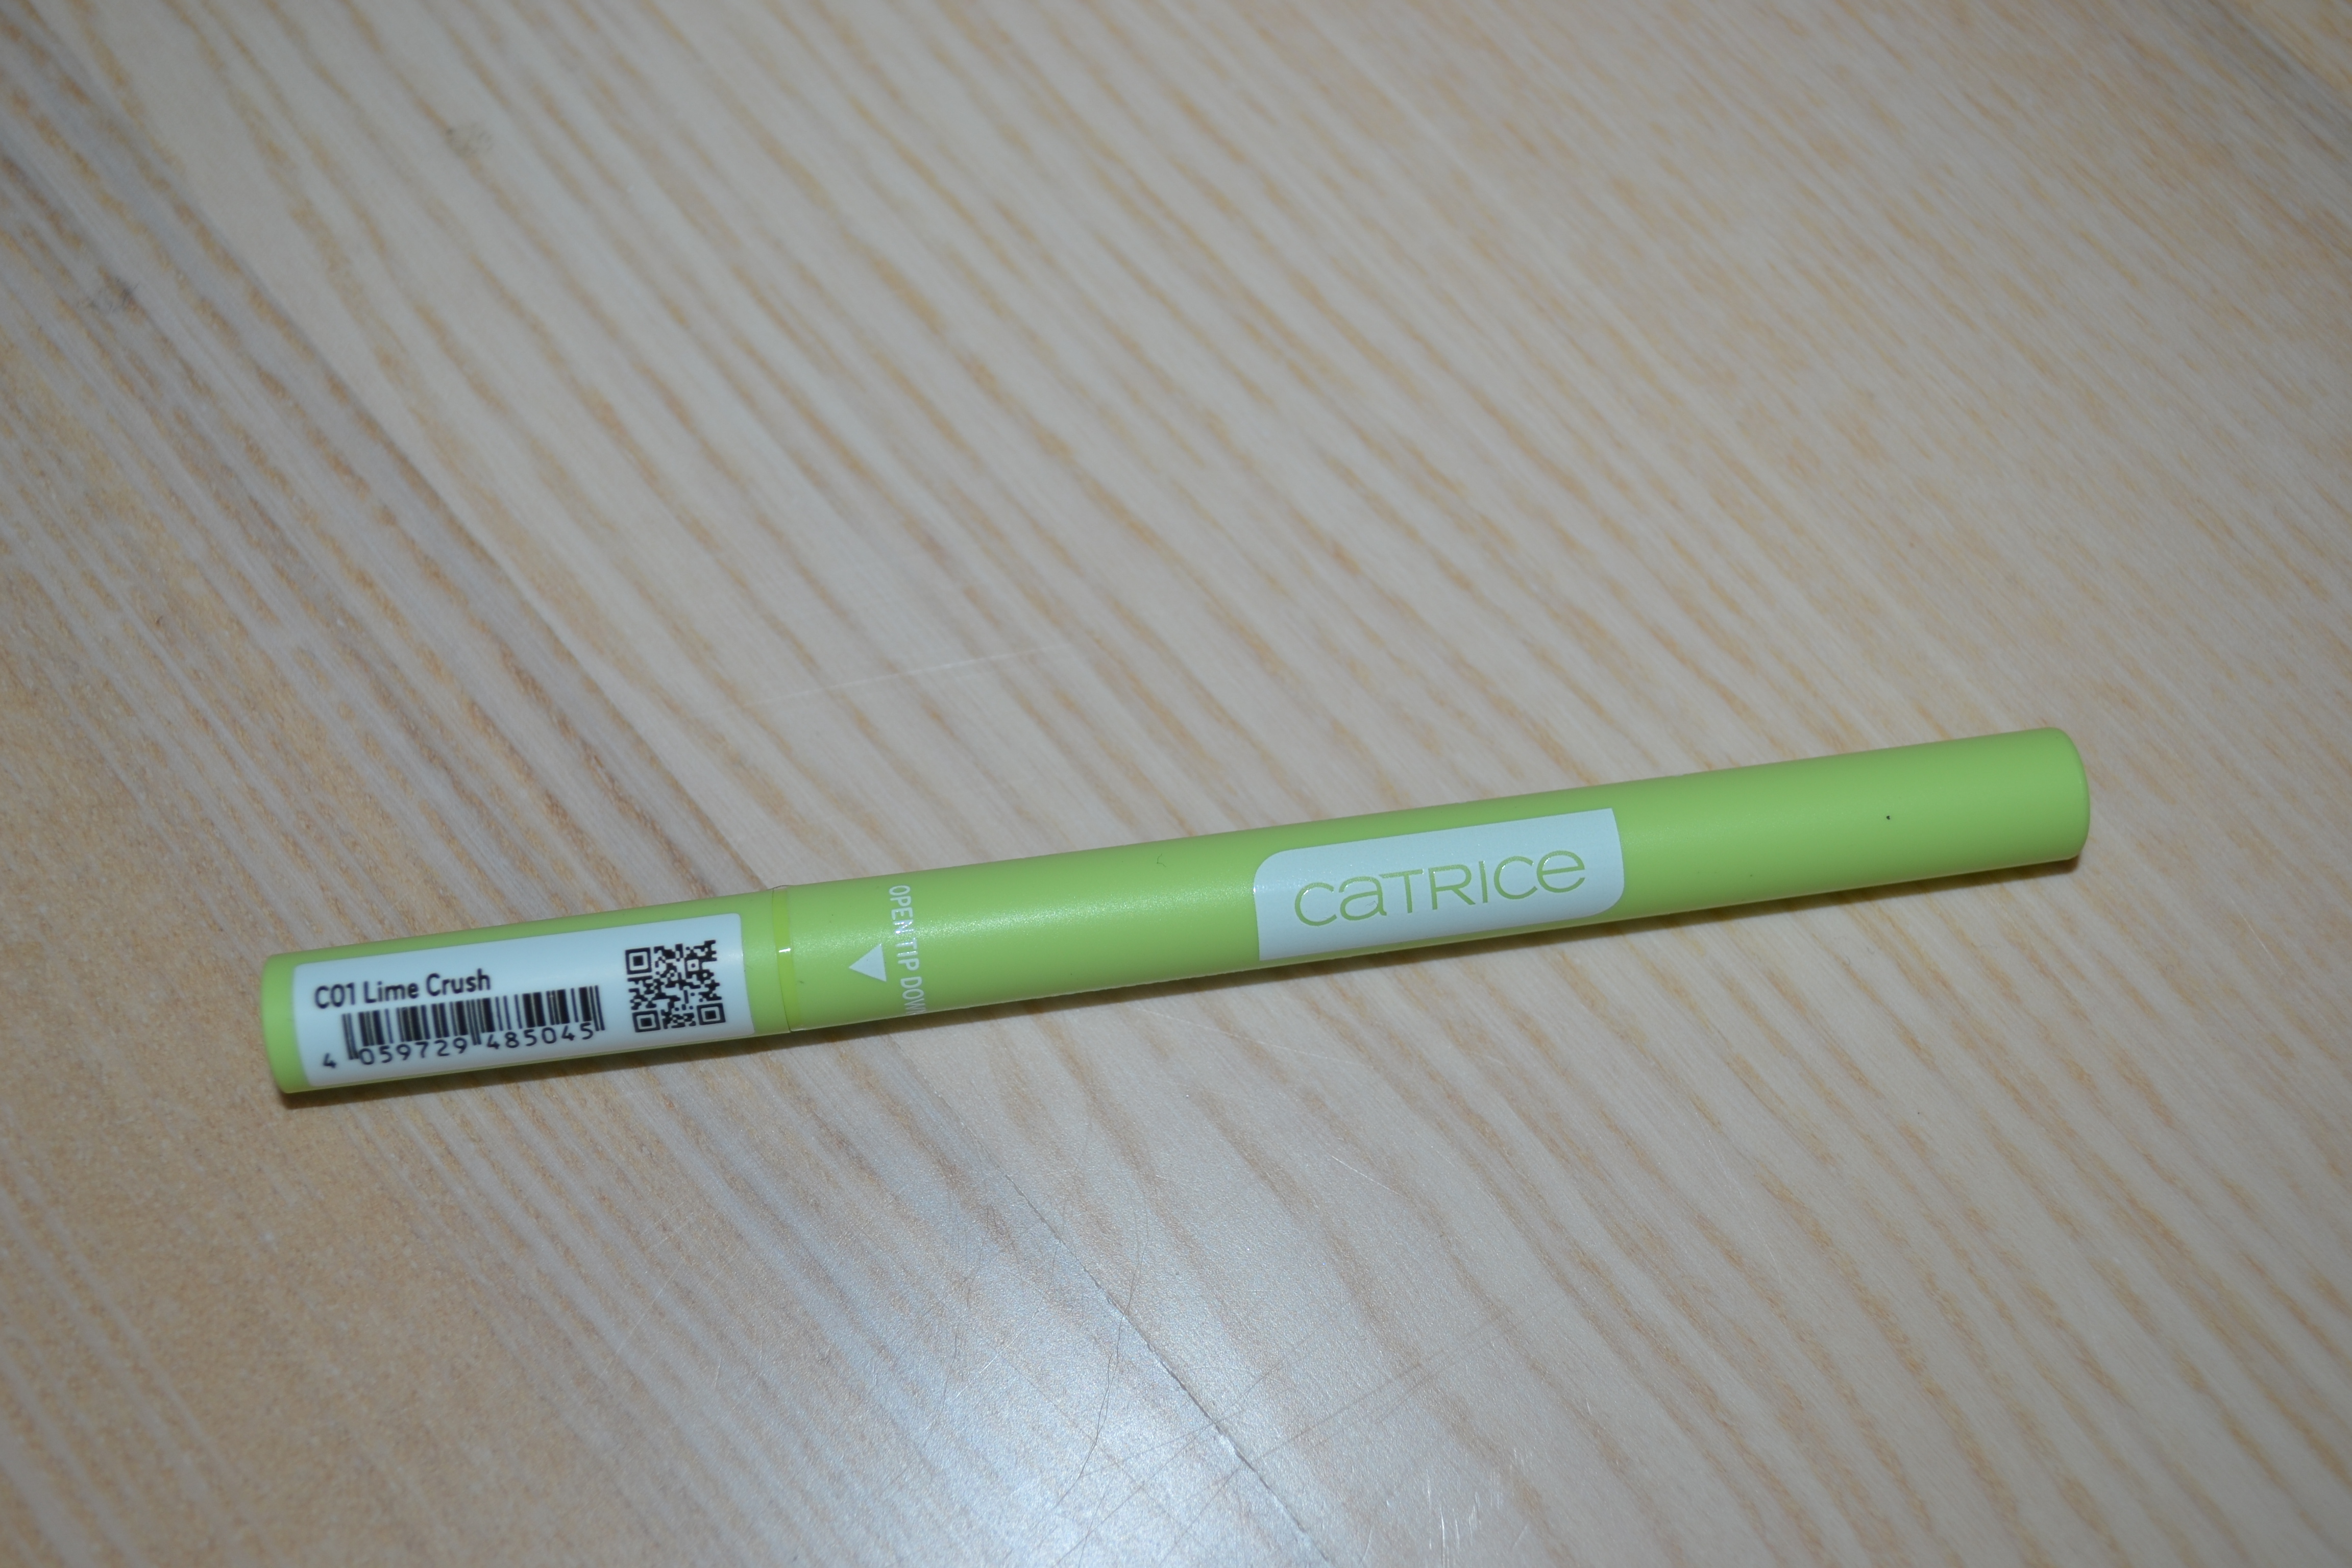 C01 Lime Crush
4 059729 485045
OPEN TIP DOWN
CATRICE